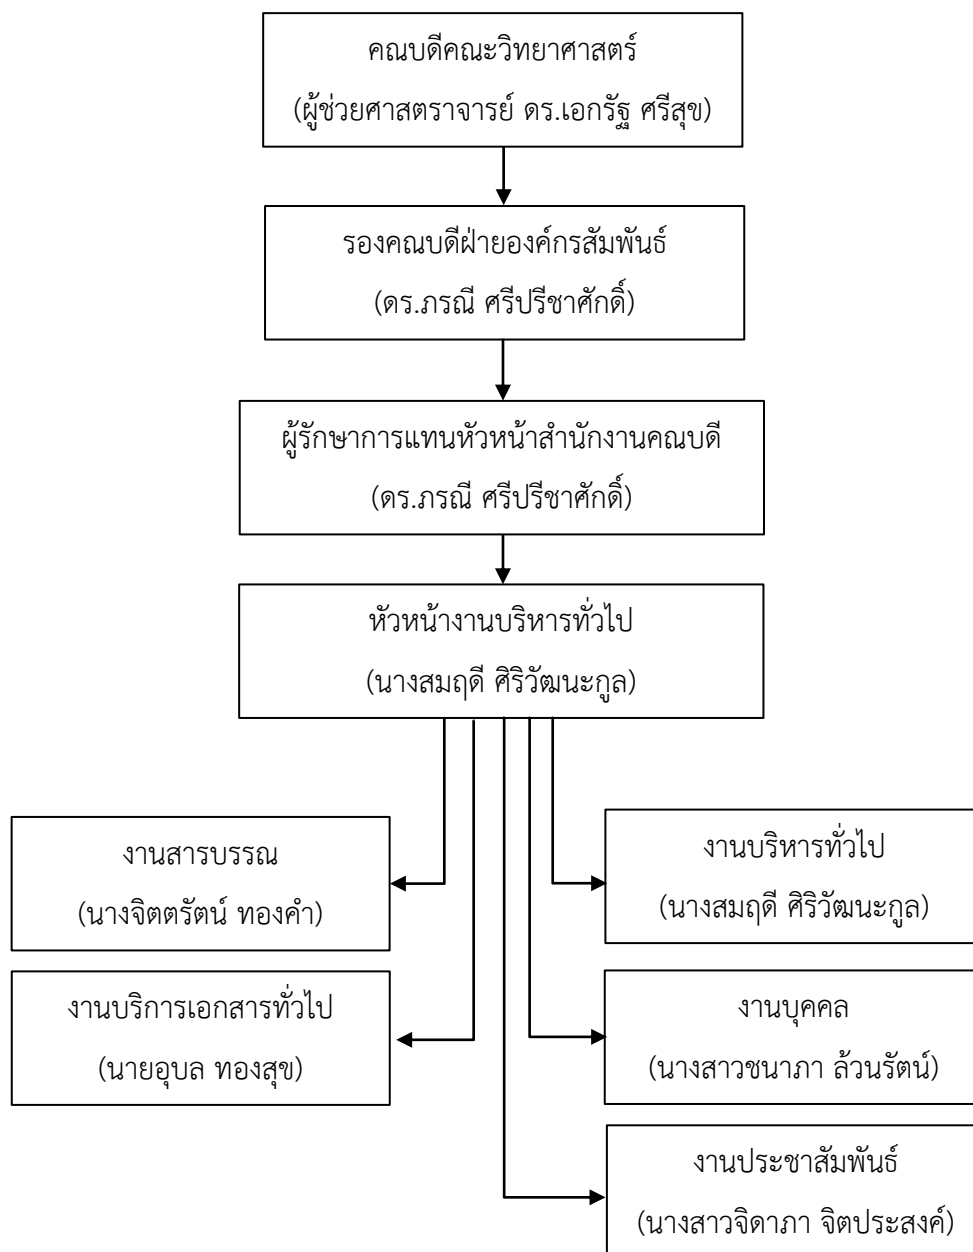 คณบดีคณะวิทยาศาสตร์
(ผู้ช่วยศาสตราจารย์ ดร.เอกรัฐ ศรีสุข)
รองคณบดีฝ่ายองค์กรสัมพันธ์
(ดร.ภรณี ศรีปรีชาศักดิ์)
ผู้รักษาการแทนหัวหน้าสำนักงานคณบดี
(ดร.ภรณี ศรีปรีชาศักดิ์)
หัวหน้างานบริหารทั่วไป
(นางสมฤดี ศิริวัฒนะกูล)
งานสารบรรณ
(นางจิตตรัตน์ ทองคำ)
งานบริหารทั่วไป
(นางสมฤดี ศิริวัฒนะกูล)
งานบริการเอกสารทั่วไป
(นายอุบล ทองสุข)
งานบุคคล
(นางสาวชนาภา ล้วนรัตน์)
งานประชาสัมพันธ์
(นางสาวจิดาภา จิตประสงค์)